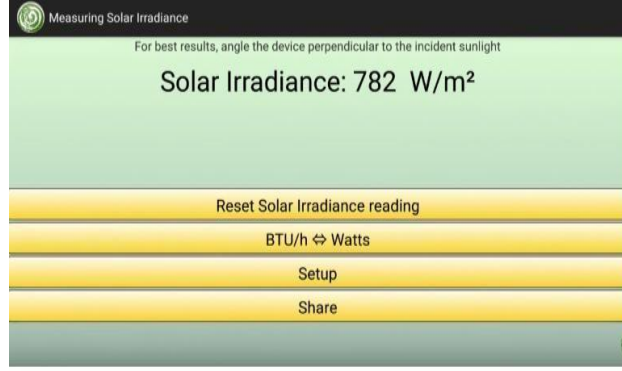 Measuring Solar Irradiance
For best results, angle the device perpendicular to the incident sunlight
Solar Irradiance: 782 W/m²
Reset Solar Irradiance reading
BTU/h ⇔ Watts
Setup
Share